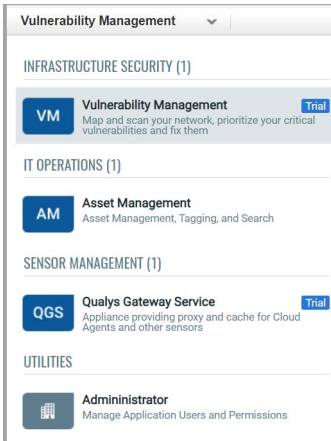 Vulnerability Management
INFRASTRUCTURE SECURITY (1)
VM
Vulnerability Management
Trial
Map and scan your network, prioritize your critical
vulnerabilities and fix them
IT OPERATIONS (1)
AM
Asset Management
Asset Management, Tagging, and Search
SENSOR MANAGEMENT (1)
QGS
Qualys Gateway Service
Trial
Appliance providing proxy and cache for Cloud
Agents and other sensors
UTILITIES
Admininistrator
Manage Application Users and Permissions